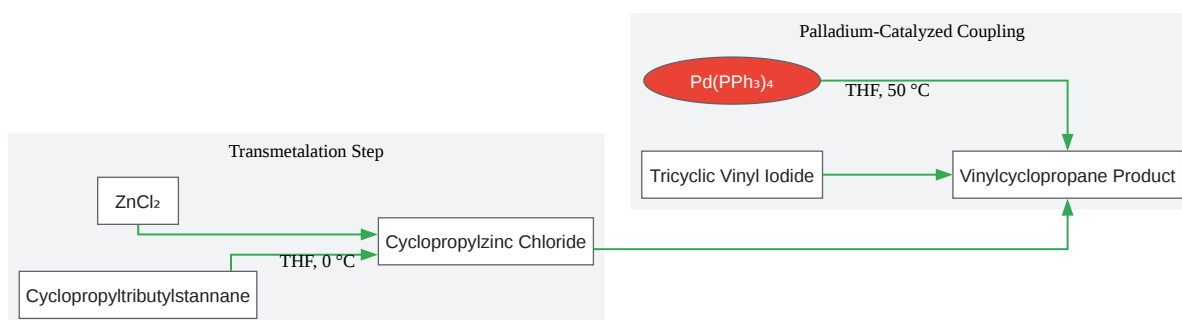 Palladium-Catalyzed Coupling
Pd(PPh₃)₄
THF, 50 °C
Tricyclic Vinyl Iodide
Vinylcyclopropane Product
Transmetalation Step
ZnCl₂
Cyclopropylzinc Chloride
THF, 0 °C
Cyclopropyltributylstannane